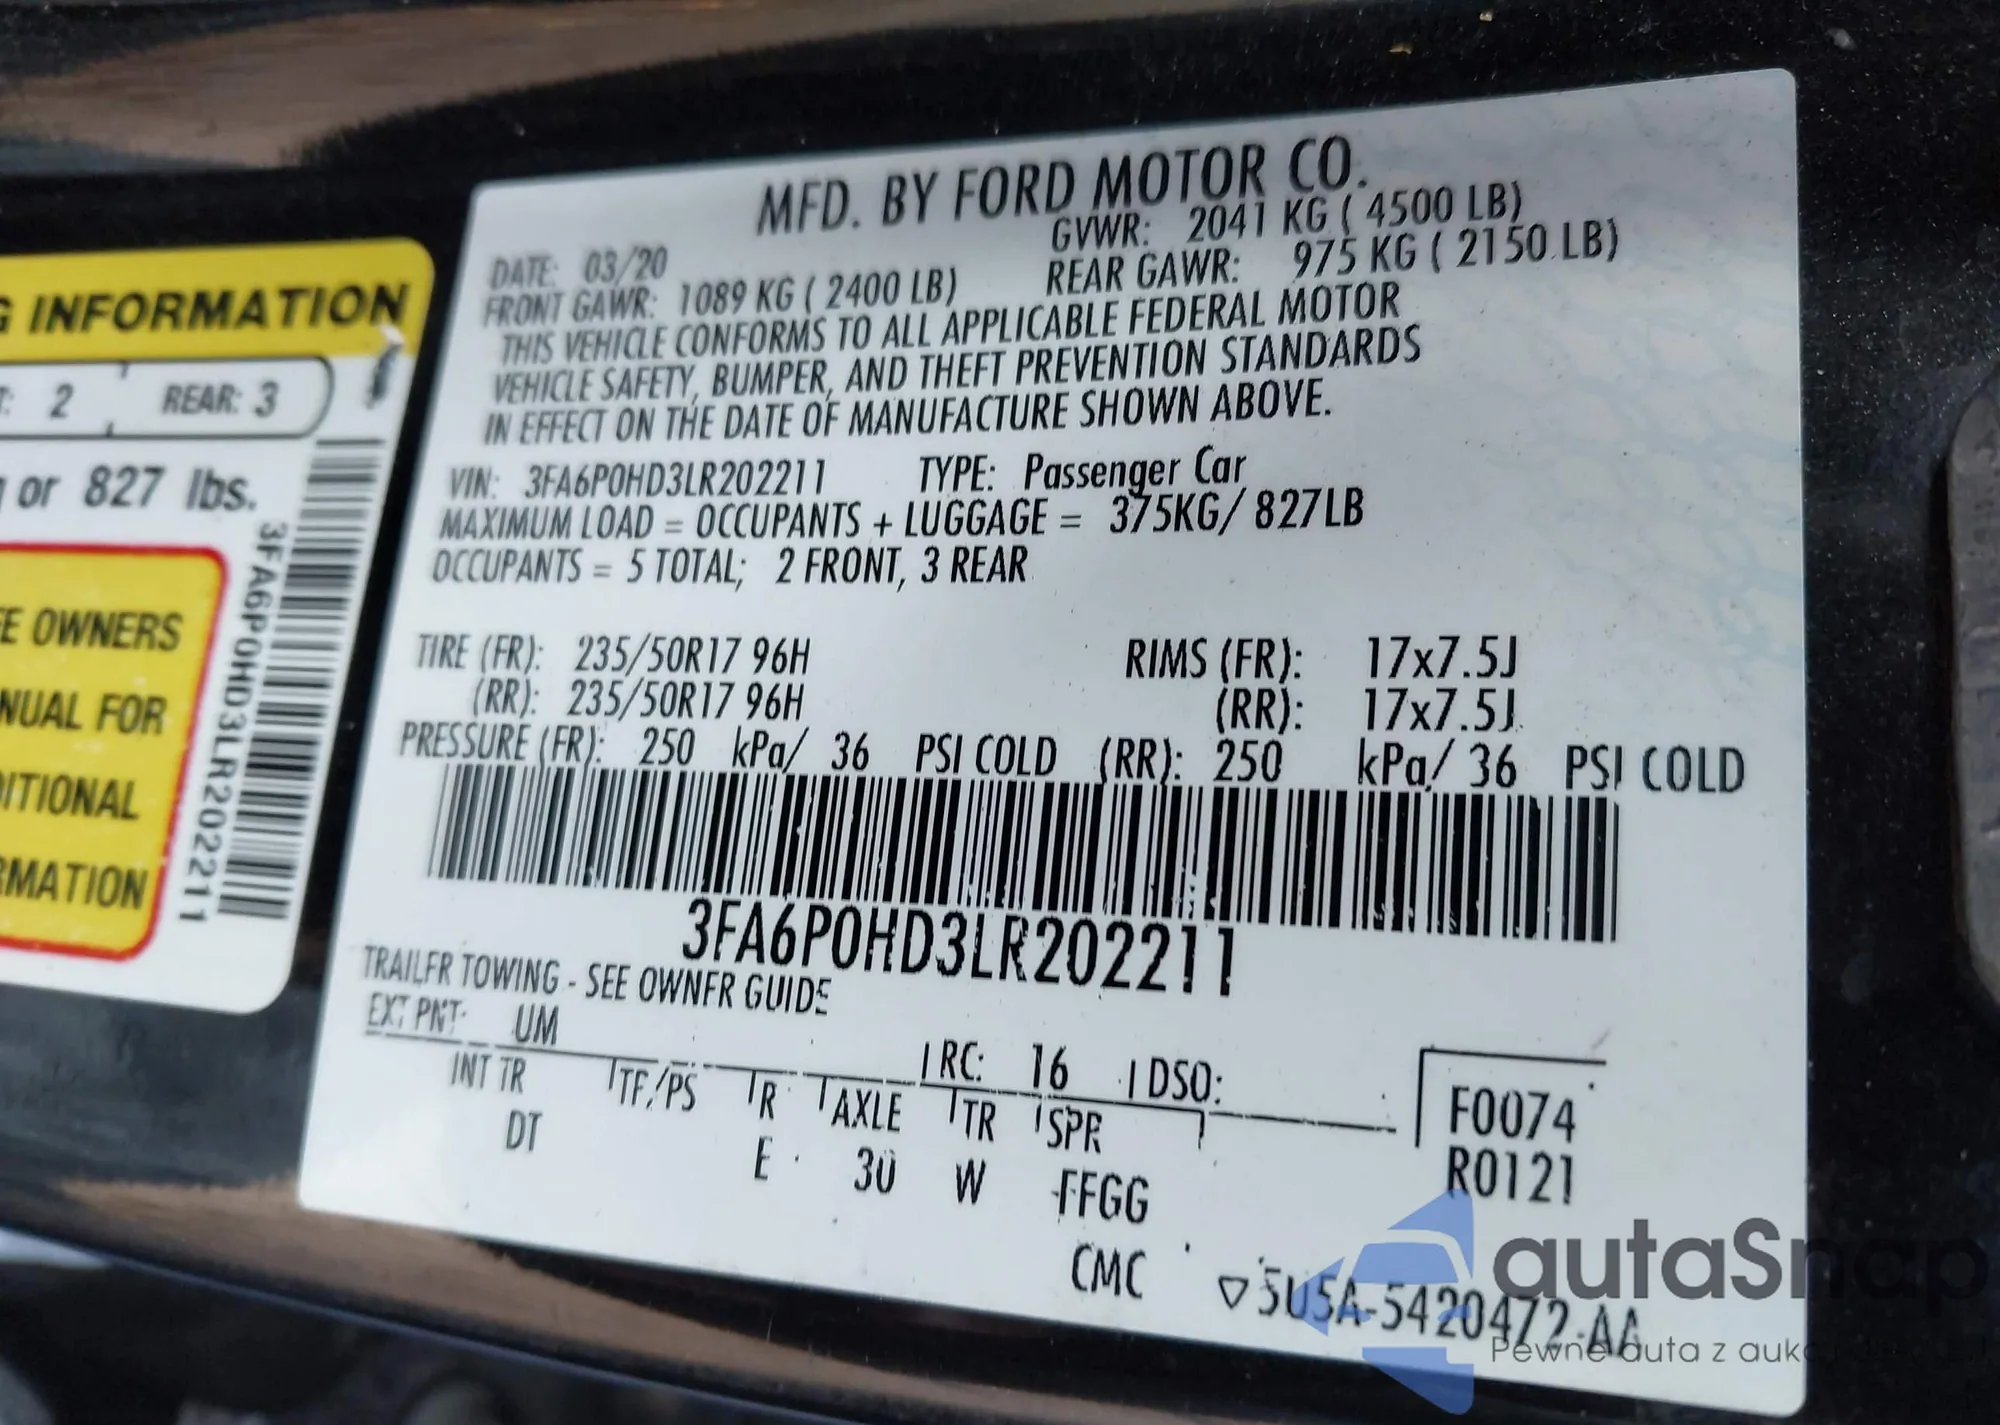 G INFORMATION
T: 2 REAR: 3
g or 827 lbs.
EE OWNERS
NUAL FOR
DITIONAL
RMATION
3FA6P0HD3LR202211
MFD. BY FORD MOTOR CO.
DATE: 03/20 GVWR: 2041 KG ( 4500 LB)
FRONT GAWR: 1089 KG ( 2400 LB) REAR GAWR: 975 KG ( 2150 LB)
THIS VEHICLE CONFORMS TO ALL APPLICABLE FEDERAL MOTOR
VEHICLE SAFETY, BUMPER, AND THEFT PREVENTION STANDARDS
IN EFFECT ON THE DATE OF MANUFACTURE SHOWN ABOVE.
VIN: 3FA6P0HD3LR202211 TYPE: Passenger Car
MAXIMUM LOAD = OCCUPANTS + LUGGAGE = 375KG/ 827LB
OCCUPANTS = 5 TOTAL; 2 FRONT, 3 REAR
TIRE (FR): 235/50R17 96H RIMS (FR): 17x7.5J
(RR): 235/50R17 96H (RR): 17x7.5J
PRESSURE (FR): 250 kPa/ 36 PSI COLD (RR): 250 kPa/ 36 PSI COLD
3FA6P0HD3LR202211
TRAILER TOWING - SEE OWNER GUIDE
EXT PNT: UM RC: 16 DSO:
INT TR TP/PS R AXLE TR SPR F0074
DT E 30 W FFGG R0121
CMC 5U5A-5420472-AA
autaSnap
Pewne auta z